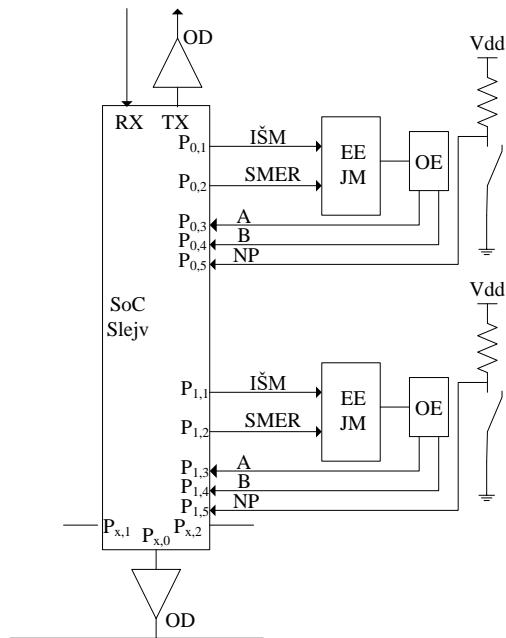 OD
Vdd
RX TX
P0,1 IŠM
EE
JM
OE
P0,2 SMER
P0,3 A
P0,4 B
P0,5 NP
SoC
Slejv
Vdd
P1,1 IŠM
EE
JM
OE
P1,2 SMER
P1,3 A
P1,4 B
P1,5 NP
Px,1 Px,0 Px,2
OD